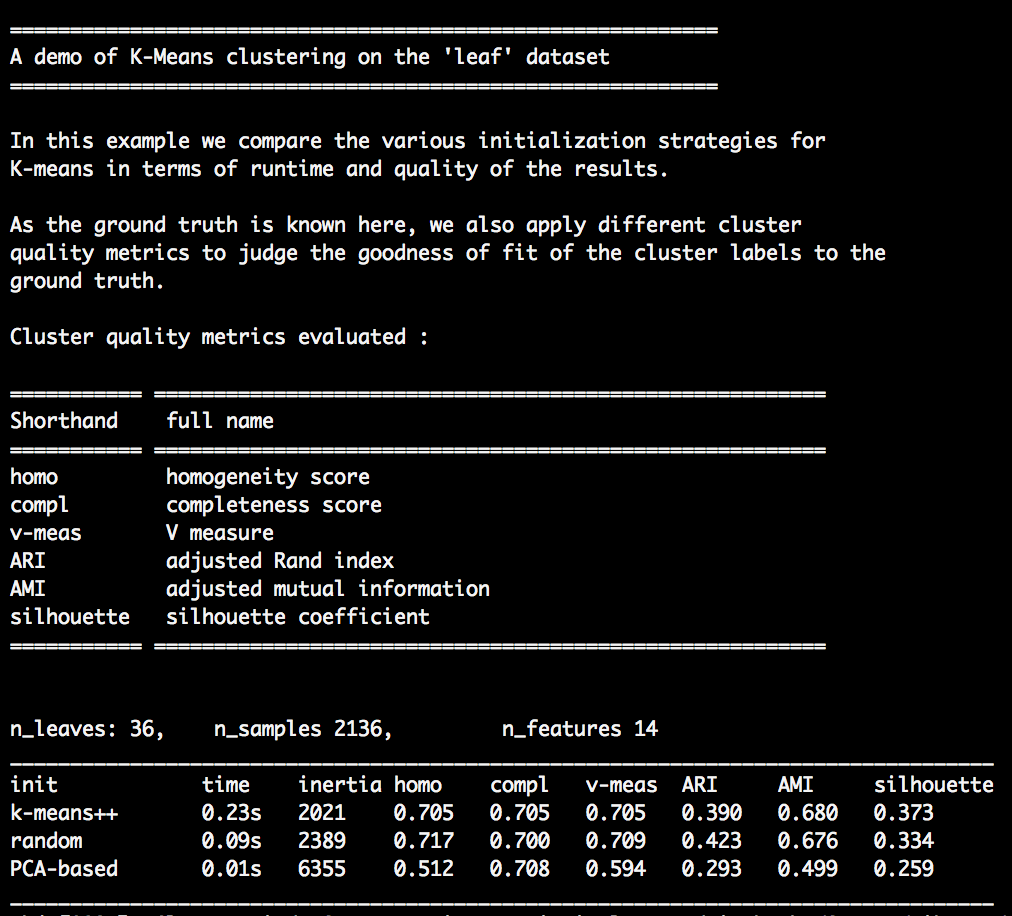 ===========================================================
A demo of K-Means clustering on the 'leaf' dataset
===========================================================
In this example we compare the various initialization strategies for
K-means in terms of runtime and quality of the results.
As the ground truth is known here, we also apply different cluster
quality metrics to judge the goodness of fit of the cluster labels to the
ground truth.
Cluster quality metrics evaluated :
=========== ========================================================
Shorthand    full name
=========== ========================================================
homo         homogeneity score
compl        completeness score
v-meas       V measure
ARI          adjusted Rand index
AMI          adjusted mutual information
silhouette   silhouette coefficient
=========== ========================================================
n_leaves: 36,    n_samples 2136,         n_features 14
__________________________________________________________________________________
init            time    inertia homo    compl   v-meas  ARI     AMI     silhouette
k-means++       0.23s   2021    0.705   0.705   0.705   0.390   0.680   0.373
random          0.09s   2389    0.717   0.700   0.709   0.423   0.676   0.334
PCA-based       0.01s   6355    0.512   0.708   0.594   0.293   0.499   0.259
__________________________________________________________________________________